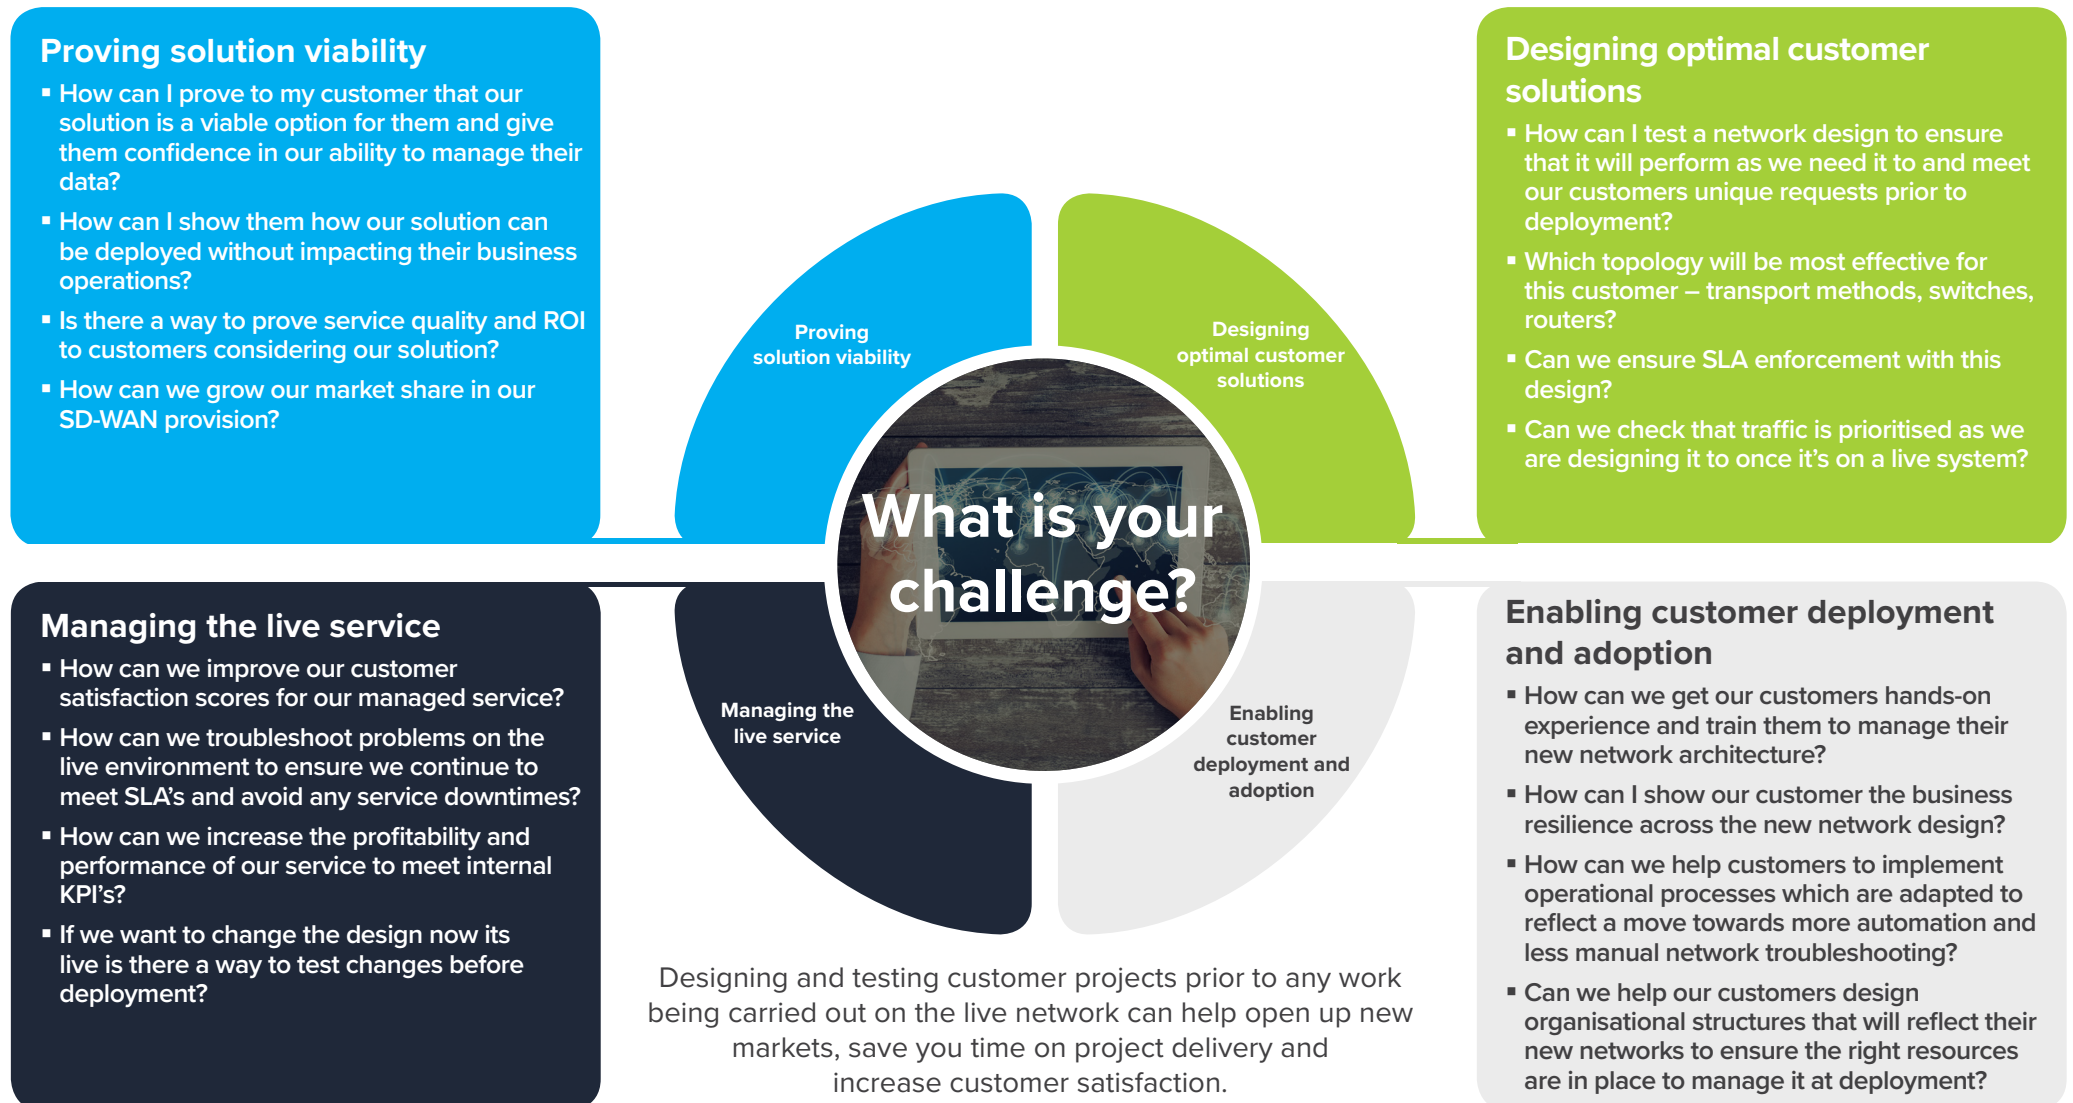 Proving solution viability
▪ How can I prove to my customer that our
solution is a viable option for them and give
them confidence in our ability to manage their
data?
▪ How can I show them how our solution can
be deployed without impacting their business
operations?
▪ Is there a way to prove service quality and ROI
to customers considering our solution?
▪ How can we grow our market share in our
SD-WAN provision?
Designing optimal customer
solutions
▪ How can I test a network design to ensure
that it will perform as we need it to and meet
our customers unique requests prior to
deployment?
▪ Which topology will be most effective for
this customer – transport methods, switches,
routers?
▪ Can we ensure SLA enforcement with this
design?
▪ Can we check that traffic is prioritised as we
are designing it to once it’s on a live system?
Proving
solution viability
Designing
optimal customer
solutions
What is your
challenge?
Managing the
live service
Enabling
customer
deployment and
adoption
Managing the live service
▪ How can we improve our customer
satisfaction scores for our managed service?
▪ How can we troubleshoot problems on the
live environment to ensure we continue to
meet SLA’s and avoid any service downtimes?
▪ How can we increase the profitability and
performance of our service to meet internal
KPI’s?
▪ If we want to change the design now its
live is there a way to test changes before
deployment?
Enabling customer deployment
and adoption
▪ How can we get our customers hands-on
experience and train them to manage their
new network architecture?
▪ How can I show our customer the business
resilience across the new network design?
▪ How can we help customers to implement
operational processes which are adapted to
reflect a move towards more automation and
less manual network troubleshooting?
▪ Can we help our customers design
organisational structures that will reflect their
new networks to ensure the right resources
are in place to manage it at deployment?
Designing and testing customer projects prior to any work
being carried out on the live network can help open up new
markets, save you time on project delivery and
increase customer satisfaction.